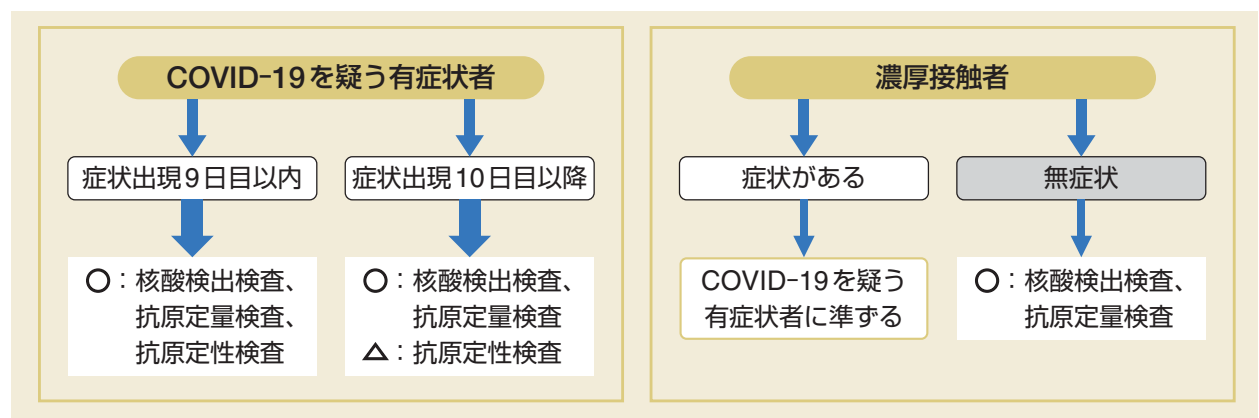 COVID-19を疑う有症状者
症状出現9日目以内
○：核酸検出検査、
抗原定量検査、
抗原定性検査
症状出現10日目以降
○：核酸検出検査、
抗原定量検査
△：抗原定性検査
濃厚接触者
症状がある
COVID-19を疑う
有症状者に準ずる
無症状
○：核酸検出検査、
抗原定量検査